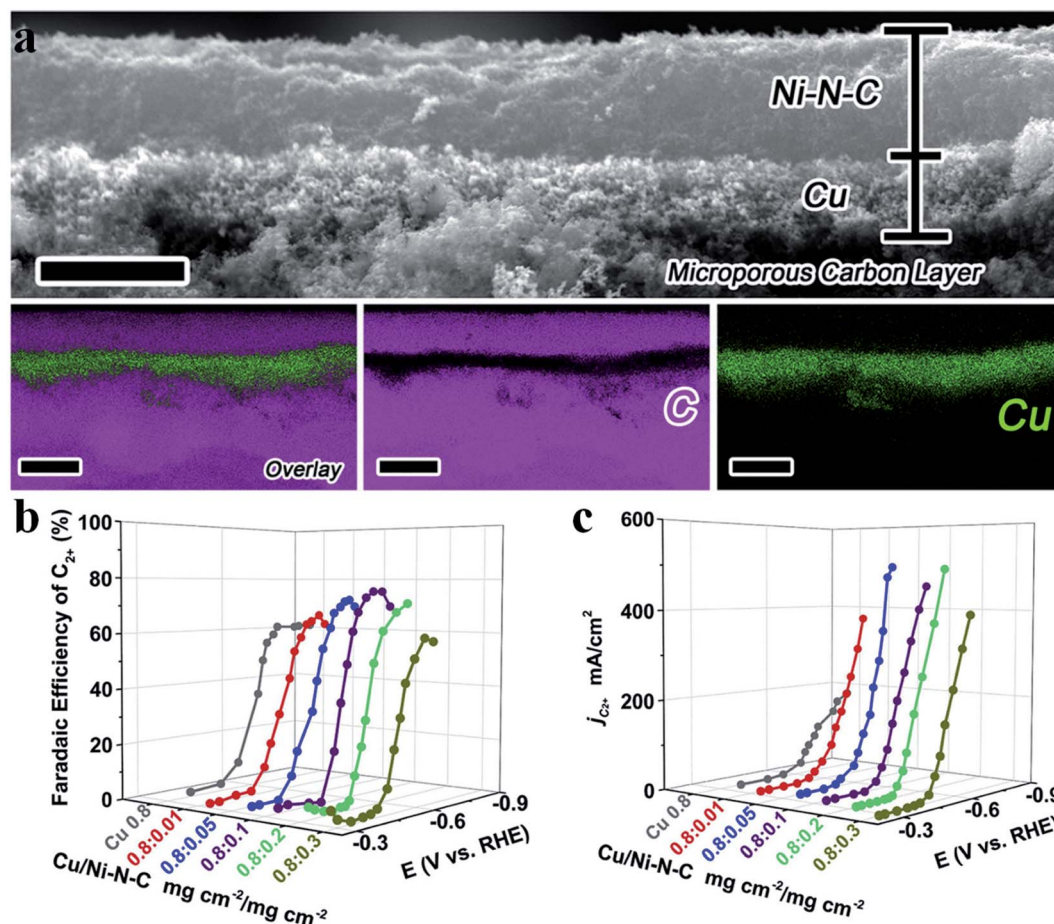 a
Ni-N-C
Cu
Microporous Carbon Layer
Overlay
C
Cu
b
Faradaic Efficiency of C₂₊ (%)
100
80
60
40
20
0
Cu 0.8
0.8:0.01
0.8:0.05
0.8:0.1
0.8:0.2
0.8:0.3
Cu/Ni-N-C mg cm⁻²/mg cm⁻²
-0.3
-0.6
-0.9
E (V vs. RHE)
c
j C₂₊ mA/cm²
600
400
200
0
Cu 0.8
0.8:0.01
0.8:0.05
0.8:0.1
0.8:0.2
0.8:0.3
Cu/Ni-N-C mg cm⁻²/mg cm⁻²
-0.3
-0.6
-0.9
E (V vs. RHE)